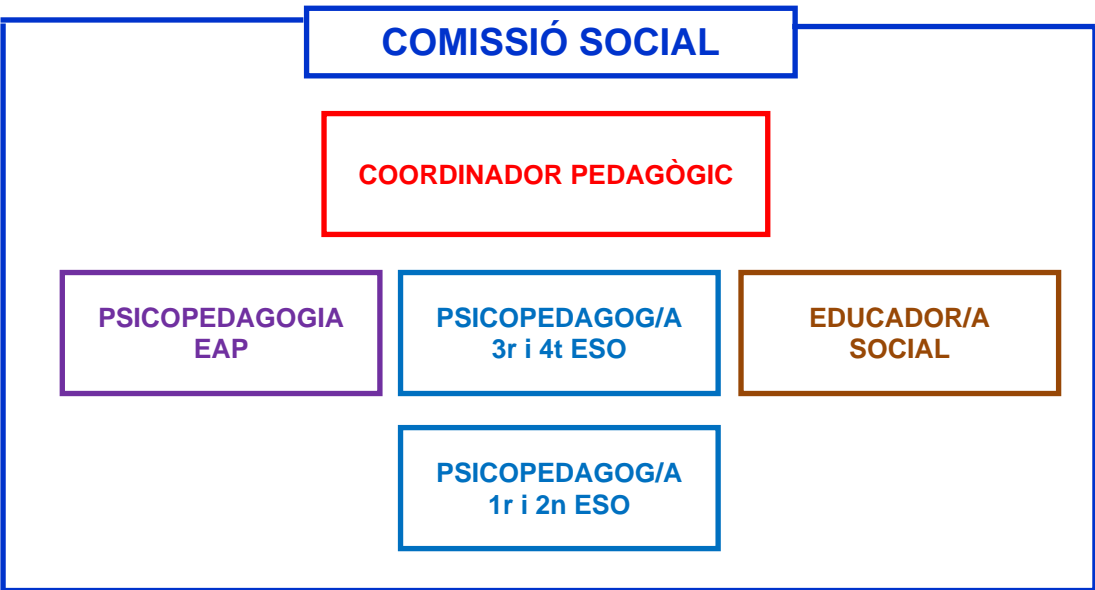 COMISSIÓ SOCIAL
COORDINADOR PEDAGÒGIC
PSICOPEDAGOGIA
EAP
PSICOPEDAGOG/A
3r i 4t ESO
EDUCADOR/A
SOCIAL
PSICOPEDAGOG/A
1r i 2n ESO